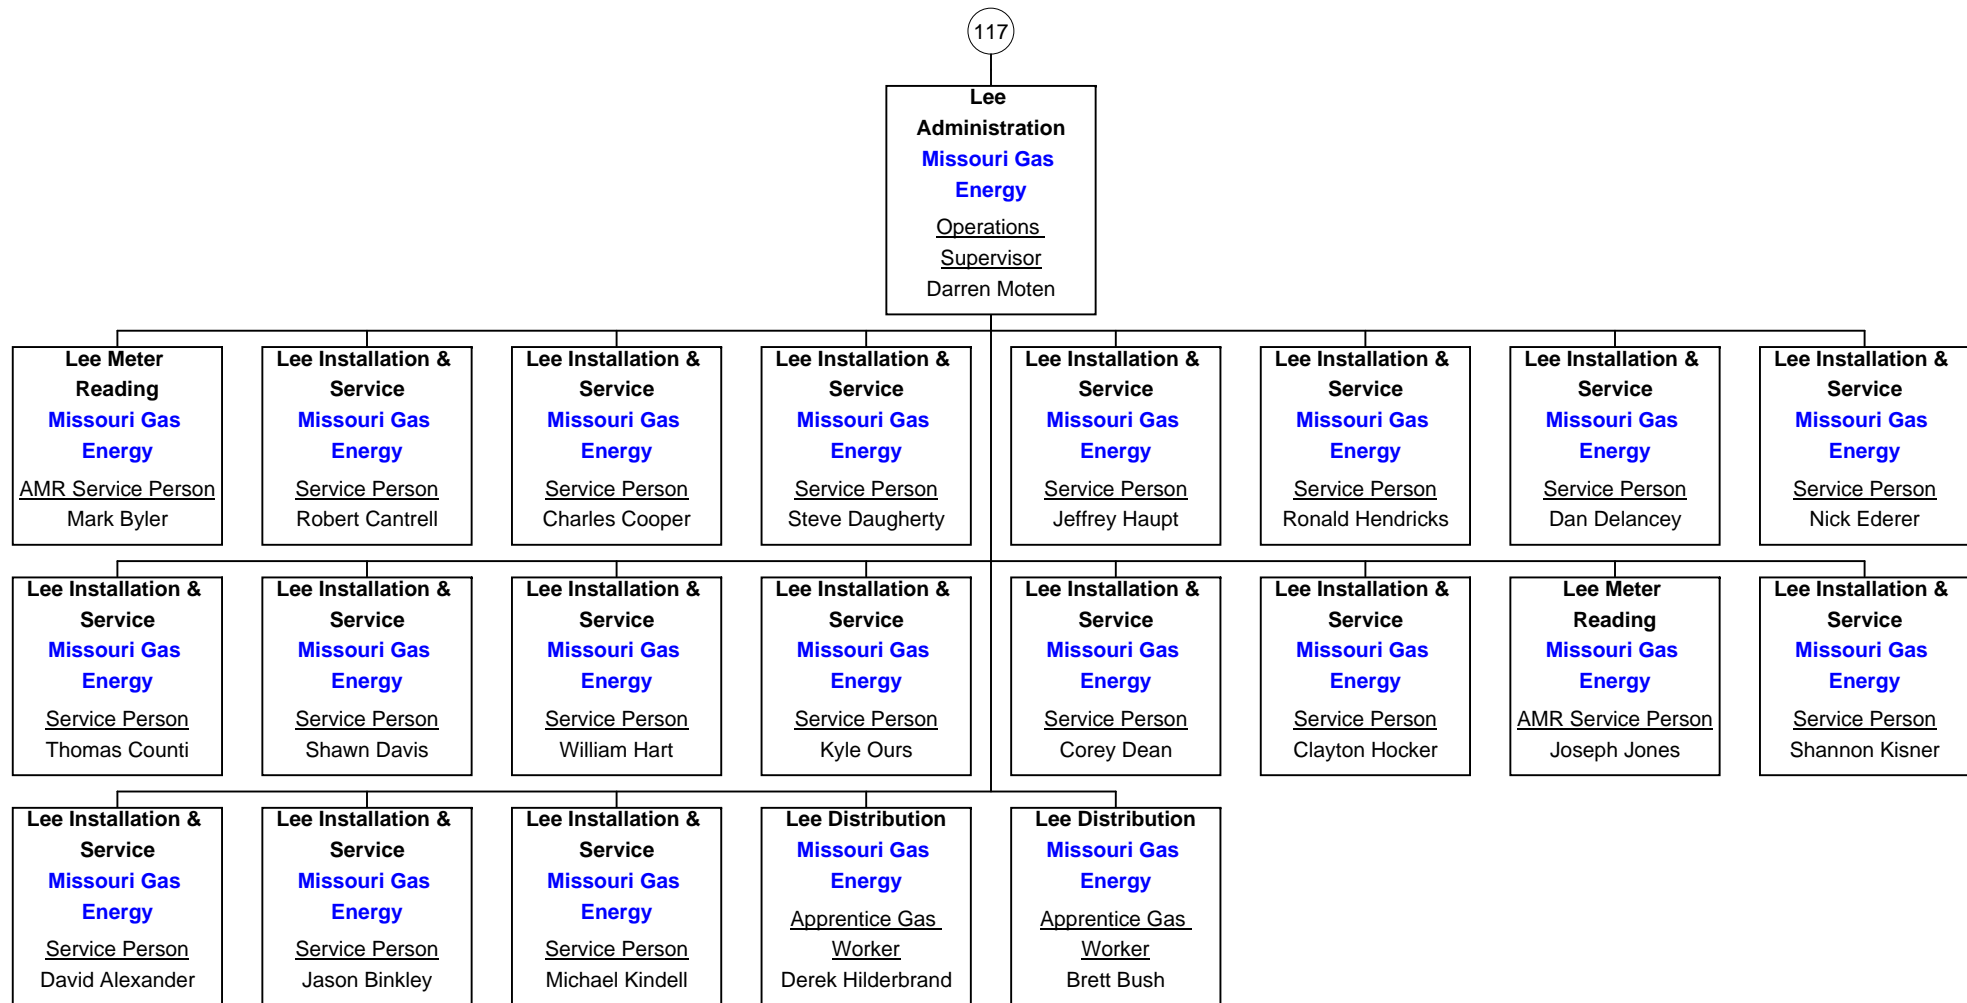 117
Lee
Administration
Missouri Gas
Energy
Operations
Supervisor
Darren Moten
Lee Meter
Reading
Missouri Gas
Energy
AMR Service Person
Mark Byler
Lee Installation &
Service
Missouri Gas
Energy
Service Person
Robert Cantrell
Lee Installation &
Service
Missouri Gas
Energy
Service Person
Charles Cooper
Lee Installation &
Service
Missouri Gas
Energy
Service Person
Steve Daugherty
Lee Installation &
Service
Missouri Gas
Energy
Service Person
Jeffrey Haupt
Lee Installation &
Service
Missouri Gas
Energy
Service Person
Ronald Hendricks
Lee Installation &
Service
Missouri Gas
Energy
Service Person
Dan Delancey
Lee Installation &
Service
Missouri Gas
Energy
Service Person
Nick Ederer
Lee Installation &
Service
Missouri Gas
Energy
Service Person
Thomas Counti
Lee Installation &
Service
Missouri Gas
Energy
Service Person
Shawn Davis
Lee Installation &
Service
Missouri Gas
Energy
Service Person
William Hart
Lee Installation &
Service
Missouri Gas
Energy
Service Person
Kyle Ours
Lee Installation &
Service
Missouri Gas
Energy
Service Person
Corey Dean
Lee Installation &
Service
Missouri Gas
Energy
Service Person
Clayton Hocker
Lee Meter
Reading
Missouri Gas
Energy
AMR Service Person
Joseph Jones
Lee Installation &
Service
Missouri Gas
Energy
Service Person
Shannon Kisner
Lee Installation &
Service
Missouri Gas
Energy
Service Person
David Alexander
Lee Installation &
Service
Missouri Gas
Energy
Service Person
Jason Binkley
Lee Installation &
Service
Missouri Gas
Energy
Service Person
Michael Kindell
Lee Distribution
Missouri Gas
Energy
Apprentice Gas
Worker
Derek Hilderbrand
Lee Distribution
Missouri Gas
Energy
Apprentice Gas
Worker
Brett Bush